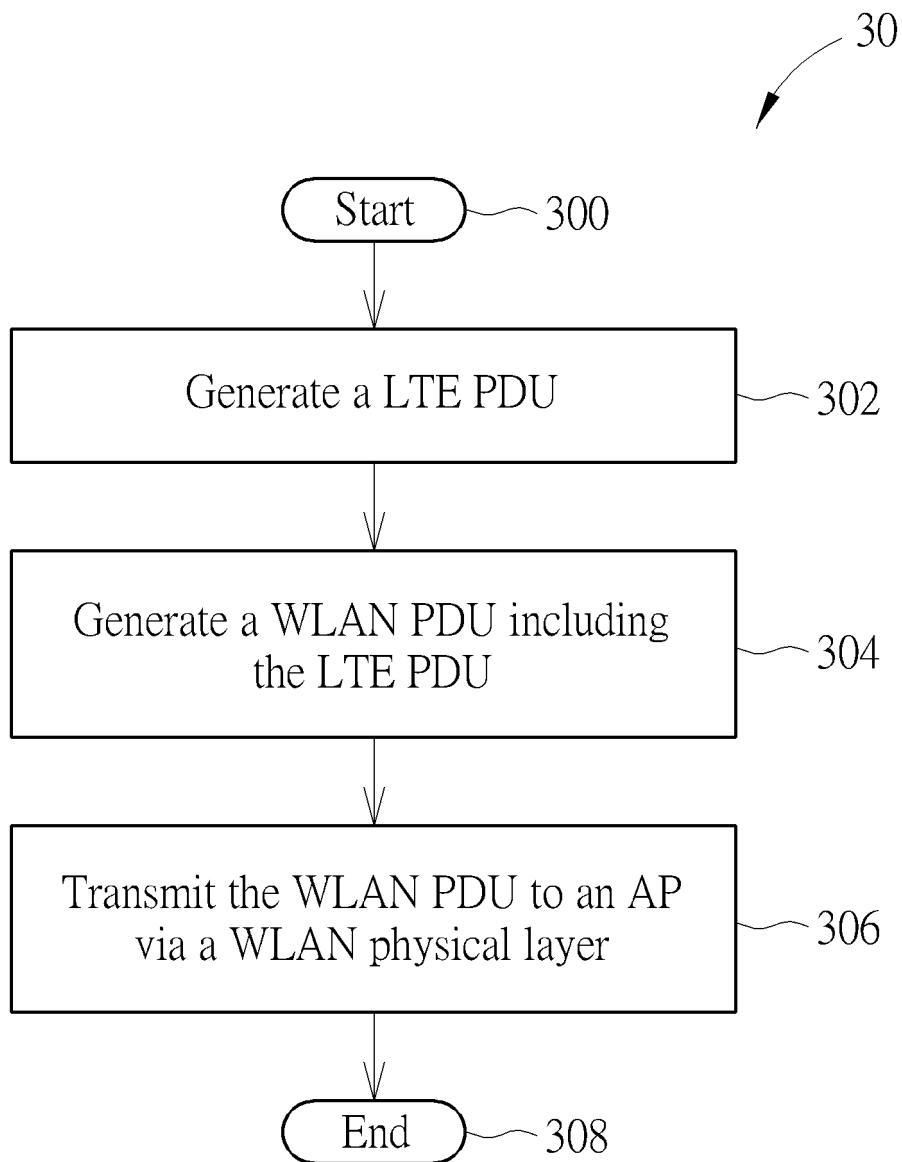 30
Start
300
Generate a LTE PDU
302
Generate a WLAN PDU including
the LTE PDU
304
Transmit the WLAN PDU to an AP
via a WLAN physical layer
306
End
308